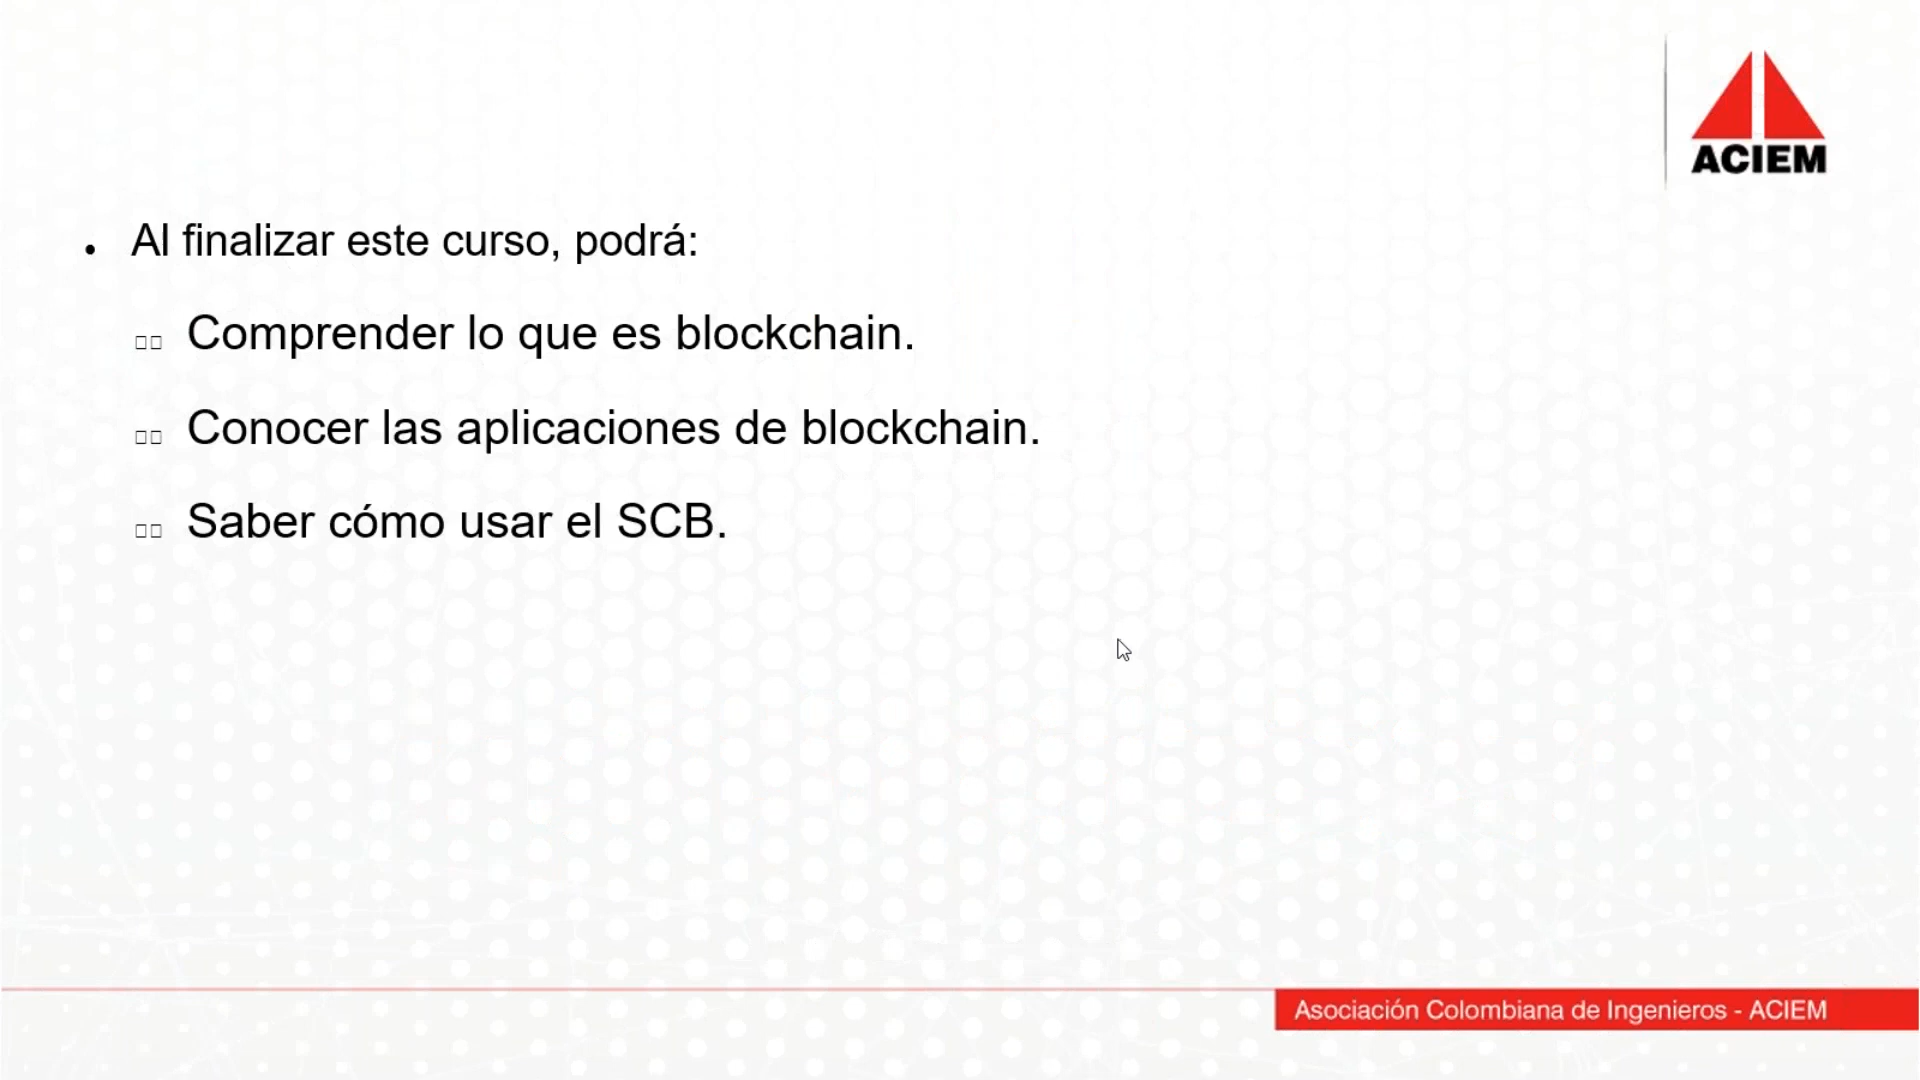 ACIEM
• Al finalizar este curso, podrá:
Comprender lo que es blockchain.
Conocer las aplicaciones de blockchain.
Saber cómo usar el SCB.
Asociación Colombiana de Ingenieros - ACIEM